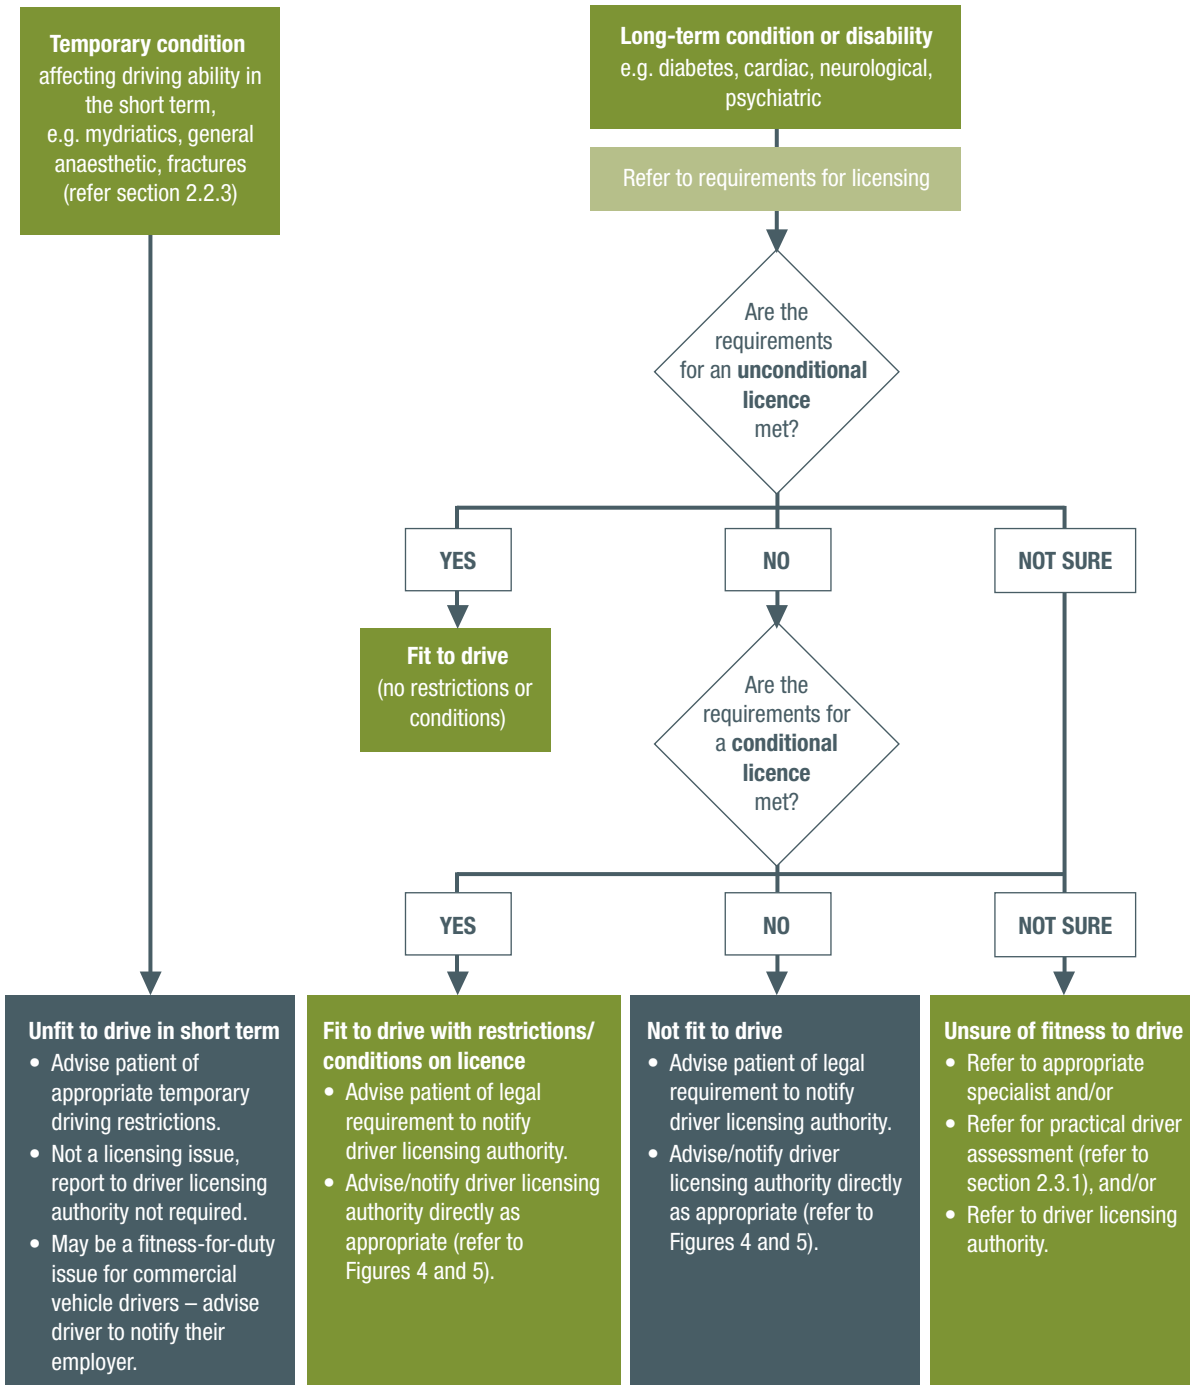 Temporary condition
affecting driving ability in
the short term,
e.g. mydriatics, general
anaesthetic, fractures
(refer section 2.2.3)
Long-term condition or disability
e.g. diabetes, cardiac, neurological,
psychiatric
Refer to requirements for licensing
Are the
requirements
for an unconditional
licence
met?
YES
NO
NOT SURE
Fit to drive
(no restrictions or
conditions)
Are the
requirements for
a conditional
licence
met?
YES
NO
NOT SURE
Unfit to drive in short term
• Advise patient of
appropriate temporary
driving restrictions.
• Not a licensing issue,
report to driver licensing
authority not required.
• May be a fitness-for-duty
issue for commercial
vehicle drivers – advise
driver to notify their
employer.
Fit to drive with restrictions/
conditions on licence
• Advise patient of legal
requirement to notify
driver licensing authority.
• Advise/notify driver licensing
authority directly as
appropriate (refer to
Figures 4 and 5).
Not fit to drive
• Advise patient of legal
requirement to notify
driver licensing authority.
• Advise/notify driver
licensing authority directly
as appropriate (refer to
Figures 4 and 5).
Unsure of fitness to drive
• Refer to appropriate
specialist and/or
• Refer for practical driver
assessment (refer to
section 2.3.1), and/or
• Refer to driver licensing
authority.